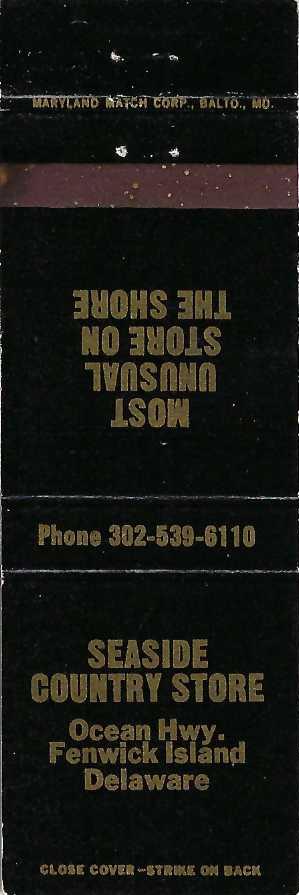 MARYLAND MATCH CORP., BALTO., MD.
MOST
UNUSUAL
STORE ON
THE SHORE
Phone 302-539-6110
SEASIDE
COUNTRY STORE
Ocean Hwy.
Fenwick Island
Delaware
CLOSE COVER-STRIKE ON BACK